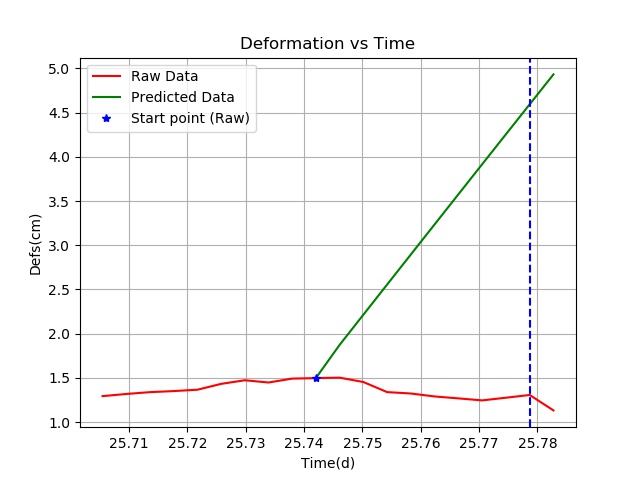 Deformation vs Time
Raw Data
Predicted Data
Start point (Raw)
Defs(cm)
5.0
4.5
4.0
3.5
3.0
2.5
2.0
1.5
1.0
25.71 25.72 25.73 25.74 25.75 25.76 25.77 25.78
Time(d)